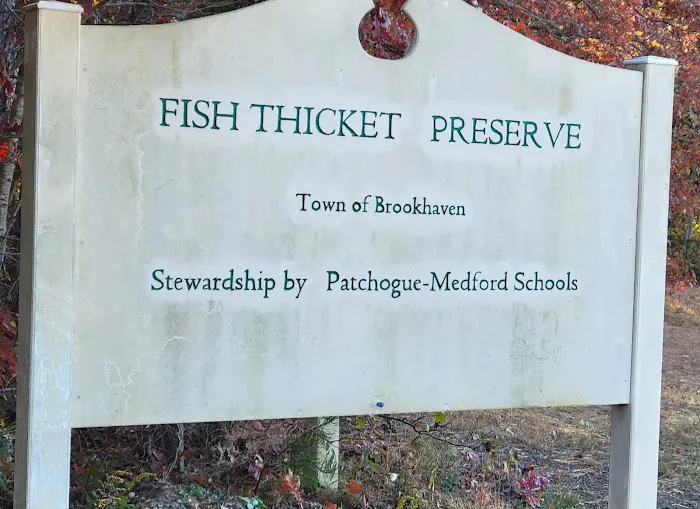 FISH THICKET PRESERVE
Town of Brookhaven
Stewardship by Patchogue-Medford Schools